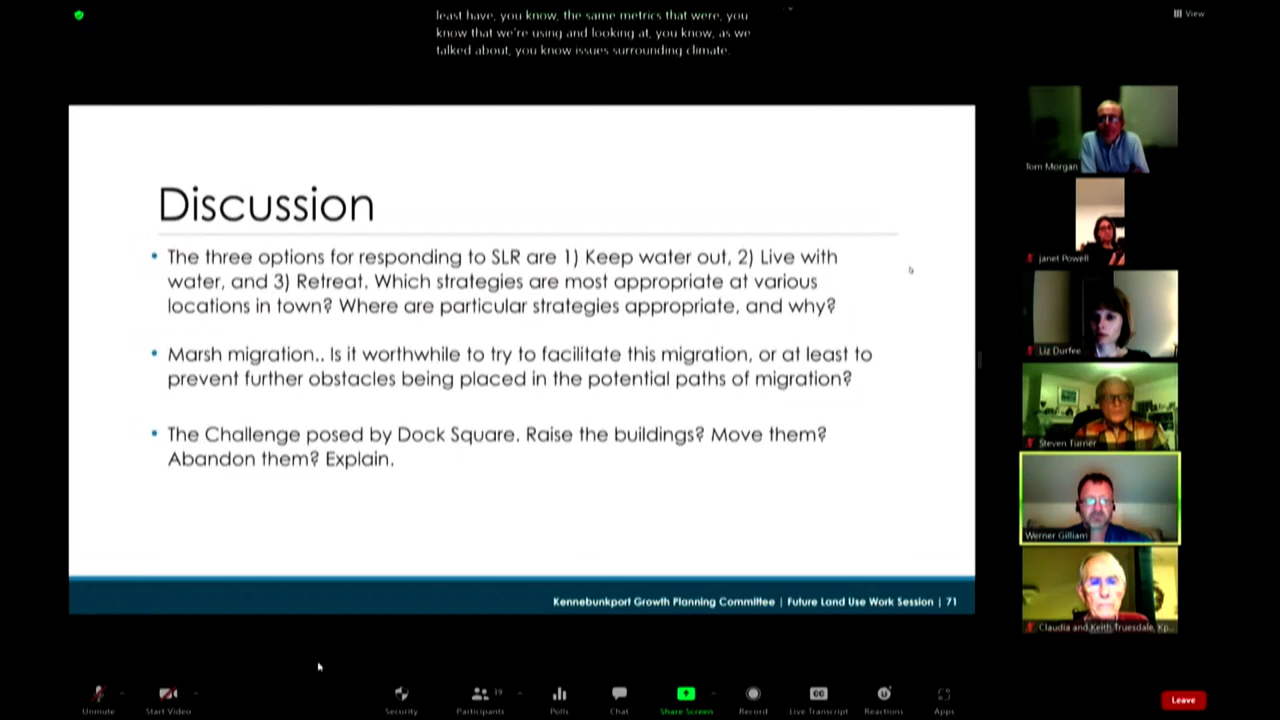 least have, you know, the same metrics that were, you
know that we're using and looking at, you know, as we
talked about, you know issues surrounding climate.
View
Discussion
• The three options for responding to SLR are 1) Keep water out, 2) Live with
water, and 3) Retreat. Which strategies are most appropriate at various
locations in town? Where are particular strategies appropriate, and why?
• Marsh migration.. Is it worthwhile to try to facilitate this migration, or at least to
prevent further obstacles being placed in the potential paths of migration?
• The Challenge posed by Dock Square. Raise the buildings? Move them?
Abandon them? Explain.
Kennebunkport Growth Planning Committee | Future Land Use Work Session | 71
Tom Morgan
Janet Powell
Liz Durfee
Steven Turner
Werner Gilliam
Claudia and Keith Truesdale, Kp...
Unmute
Start Video
Security
Participants
19
Polls
Chat
Share Screen
Record
CC
Live Transcript
Reactions
Apps
Leave